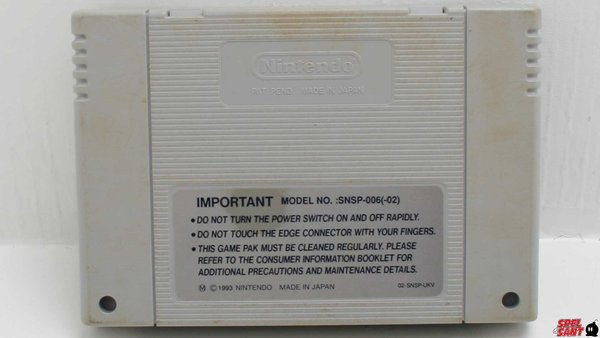 Nintendo
PAT. PEND. MADE IN JAPAN
IMPORTANT MODEL NO. :SNSP-006(-02)
• DO NOT TURN THE POWER SWITCH ON AND OFF RAPIDLY.
• DO NOT TOUCH THE EDGE CONNECTOR WITH YOUR FINGERS.
• THIS GAME PAK MUST BE CLEANED REGULARLY. PLEASE
REFER TO THE CONSUMER INFORMATION BOOKLET FOR
ADDITIONAL PRECAUTIONS AND MAINTENANCE DETAILS.
Ⓜ ©1993 NINTENDO MADE IN JAPAN 02-SNSP-UKV
SPEL
SANT